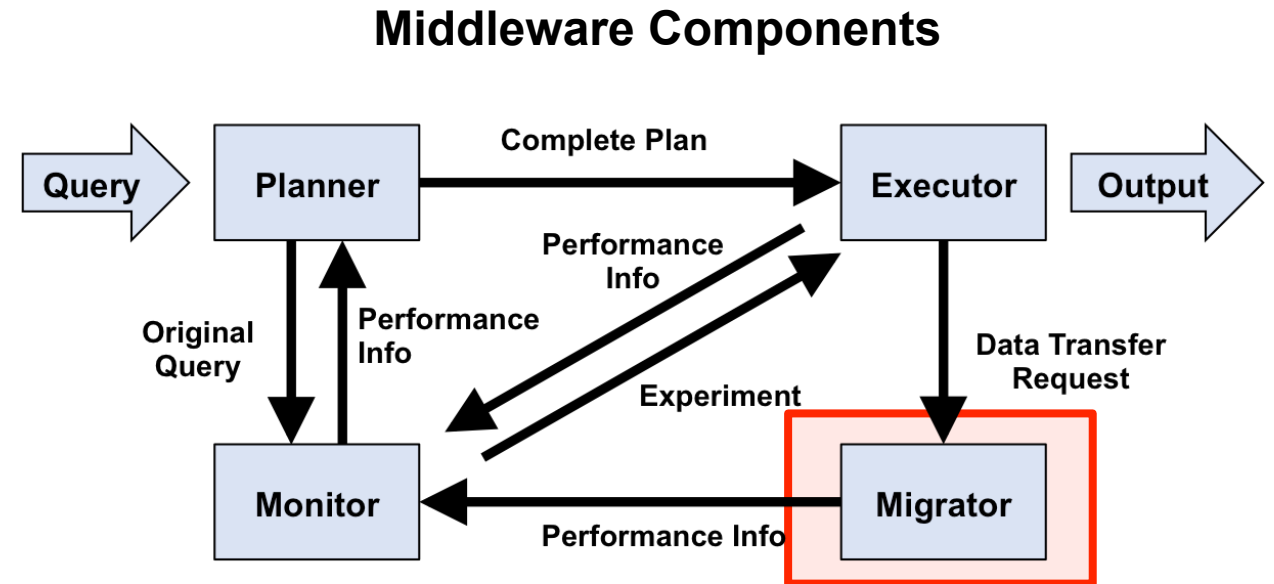 Middleware Components
Complete Plan
Query
Planner
Executor
Output
Performance
Info
Original
Query
Performance
Info
Data Transfer
Request
Experiment
Monitor
Migrator
Performance Info